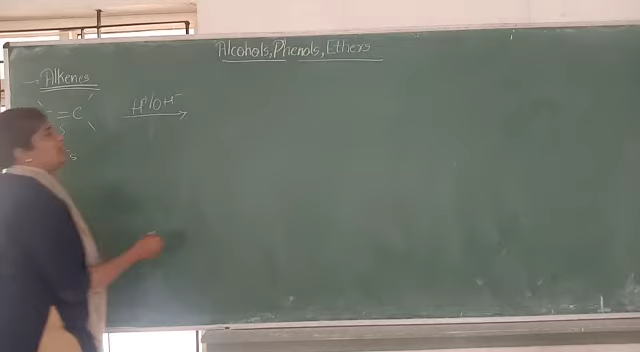 Alcohols, Phenols, Ethers
→ Alkenes
=C
H⁺/OH⁻